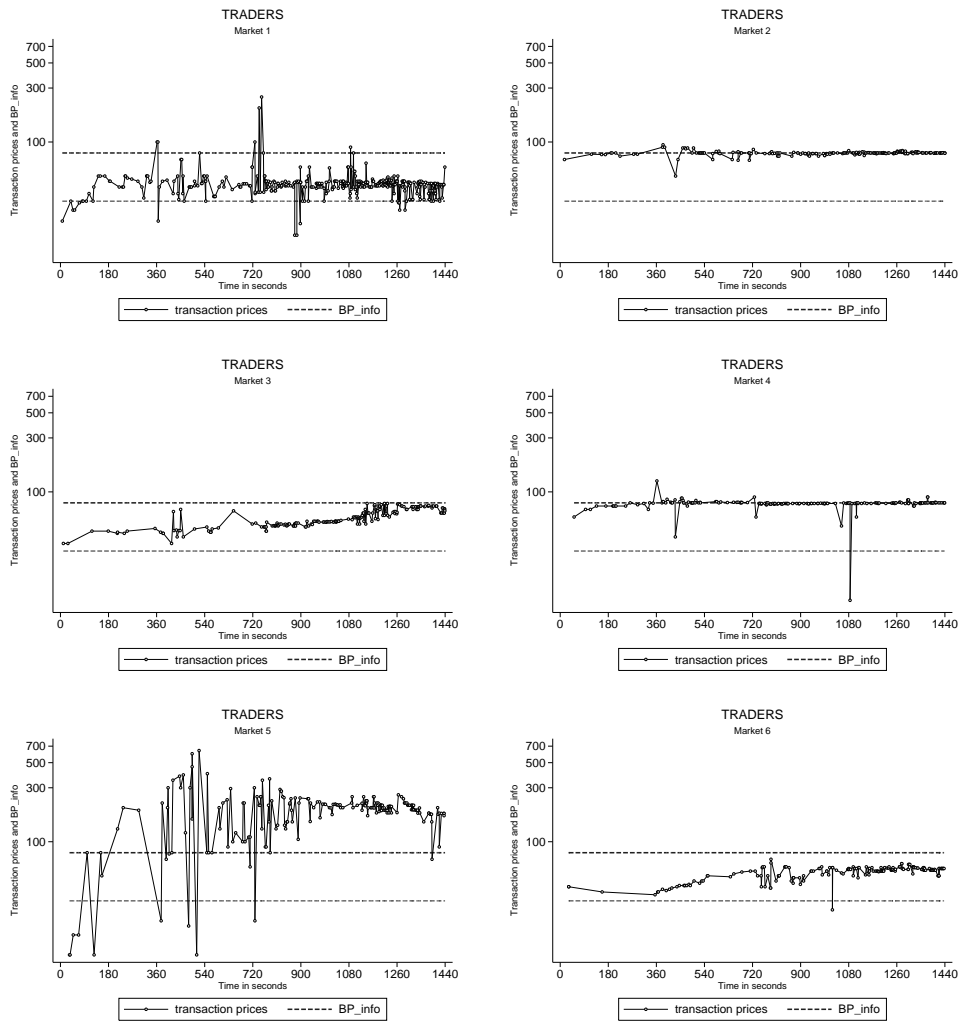 TRADERS
Market 1
Transaction prices and BP_info
700
500
300
100
0 180 360 540 720 900 1080 1260 1440
Time in seconds
transaction prices BP_info
TRADERS
Market 2
Transaction prices and BP_info
700
500
300
100
0 180 360 540 720 900 1080 1260 1440
Time in seconds
transaction prices BP_info
TRADERS
Market 3
Transaction prices and BP_info
700
500
300
100
0 180 360 540 720 900 1080 1260 1440
Time in seconds
transaction prices BP_info
TRADERS
Market 4
Transaction prices and BP_info
700
500
300
100
0 180 360 540 720 900 1080 1260 1440
Time in seconds
transaction prices BP_info
TRADERS
Market 5
Transaction prices and BP_info
700
500
300
100
0 180 360 540 720 900 1080 1260 1440
Time in seconds
transaction prices BP_info
TRADERS
Market 6
Transaction prices and BP_info
700
500
300
100
0 180 360 540 720 900 1080 1260 1440
Time in seconds
transaction prices BP_info